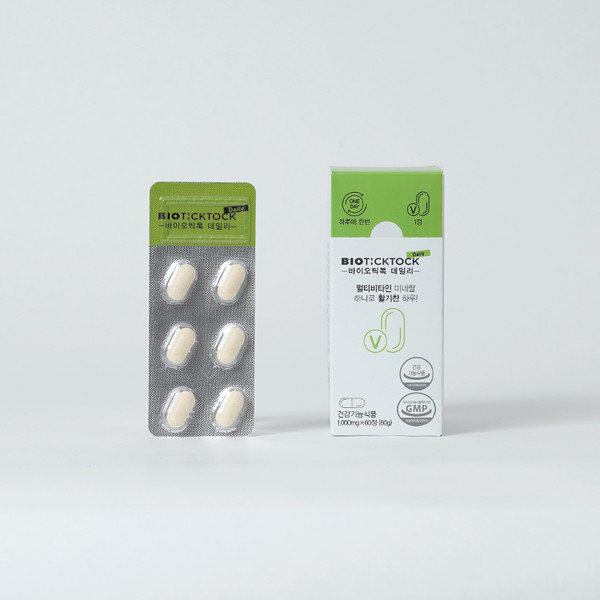 Daily
BIOTICKTOCK
바이오틱톡 데일리
ONE
DAY
하루에 한번
V
1정
Daily
BIOTICKTOCK
바이오틱톡 데일리
멀티비타민 미네랄
하나로 활기찬 하루!
V
건강
기능식품
GMP
건강기능식품
1,000mg×60정 (60g)